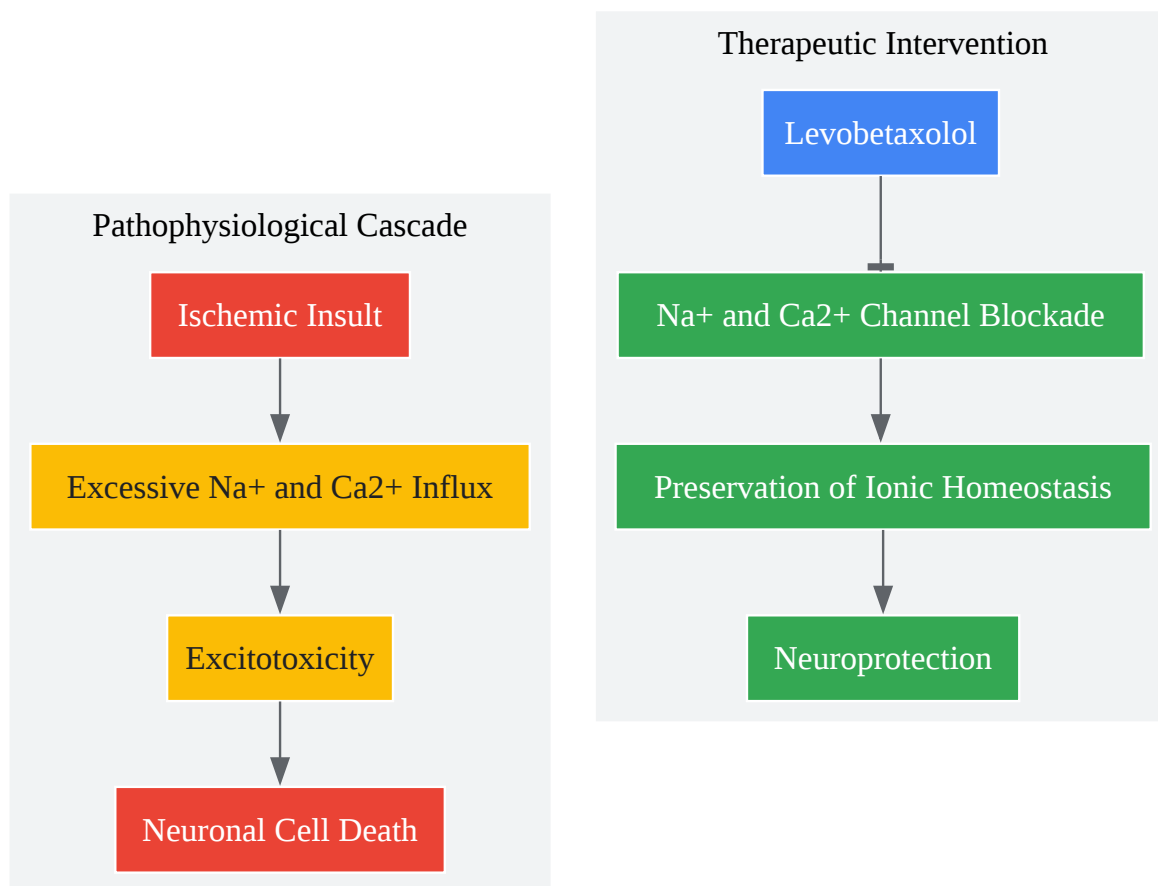 Pathophysiological Cascade
Ischemic Insult
Excessive Na+ and Ca2+ Influx
Excitotoxicity
Neuronal Cell Death
Therapeutic Intervention
Levobetaxolol
Na+ and Ca2+ Channel Blockade
Preservation of Ionic Homeostasis
Neuroprotection